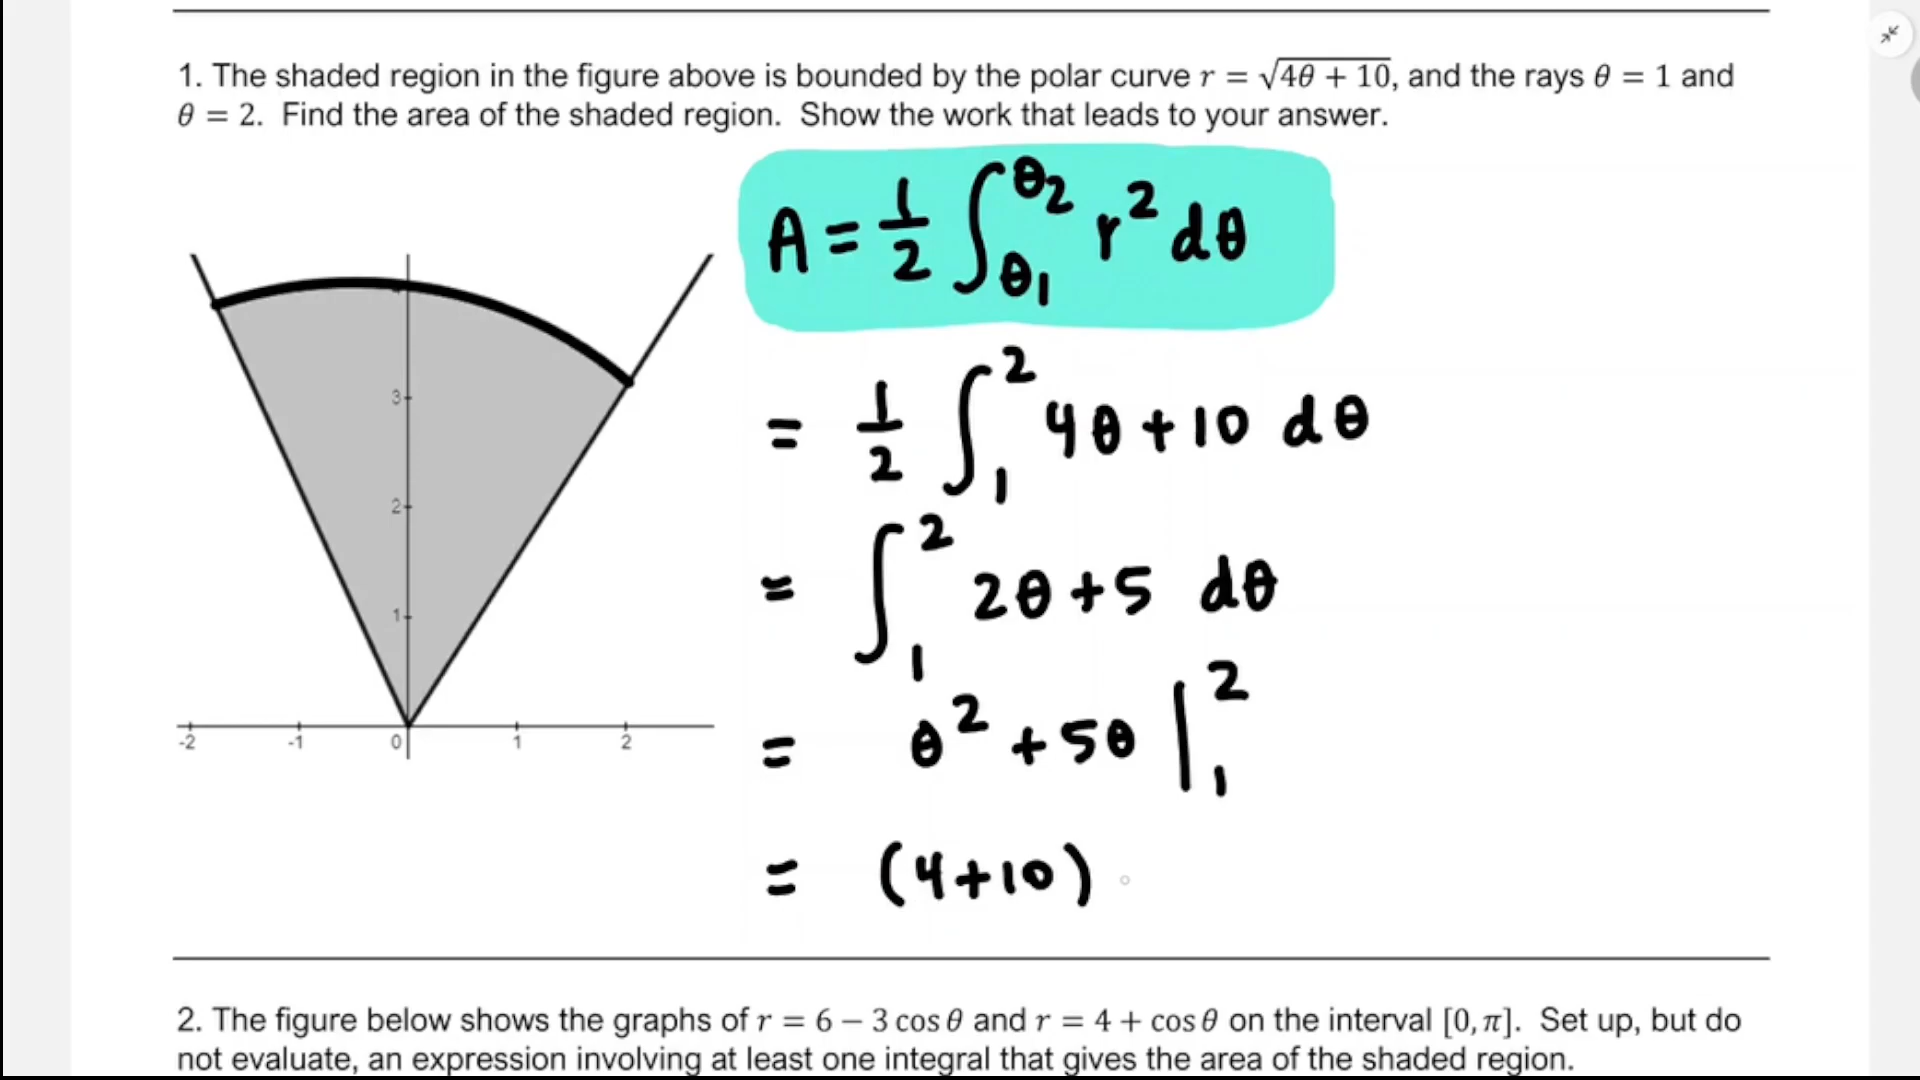 1. The shaded region in the figure above is bounded by the polar curve r = √(4θ + 10), and the rays θ = 1 and
θ = 2.  Find the area of the shaded region.  Show the work that leads to your answer.
A = 1/2 ∫_{θ₁}^{θ₂} r² dθ
= 1/2 ∫_1^2 4θ + 10 dθ
= ∫_1^2 2θ + 5 dθ
= θ² + 5θ |_1^2
= (4+10)
3
2
1
-2 -1 0 1 2
2. The figure below shows the graphs of r = 6 − 3 cos θ and r = 4 + cos θ on the interval [0, π].  Set up, but do
not evaluate, an expression involving at least one integral that gives the area of the shaded region.